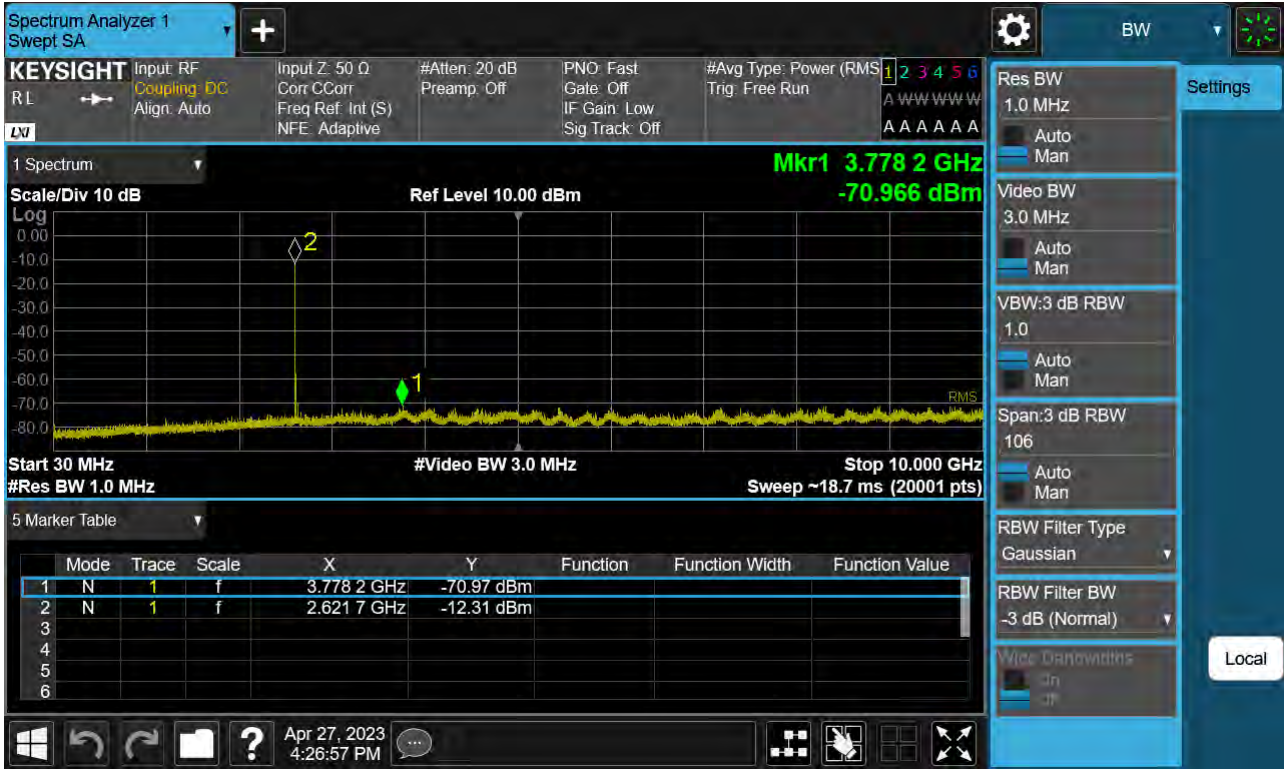 Spectrum Analyzer 1
Swept SA
BW
KEYSIGHT
RL
LXI
Input: RF
Coupling: DC
Align: Auto
Input Z: 50 Ω
Corr CCorr
Freq Ref: Int (S)
NFE: Adaptive
#Atten: 20 dB
Preamp: Off
PNO: Fast
Gate: Off
IF Gain: Low
Sig Track: Off
#Avg Type: Power (RMS
Trig: Free Run
1 2 3 4 5 6
A W W W W W
A A A A A A
1 Spectrum
Mkr1 3.778 2 GHz
-70.966 dBm
Scale/Div 10 dB
Ref Level 10.00 dBm
Log
0.00
-10.0
-20.0
-30.0
-40.0
-50.0
-60.0
-70.0
-80.0
2
1
RMS
Start 30 MHz
#Video BW 3.0 MHz
Stop 10.000 GHz
#Res BW 1.0 MHz
Sweep ~18.7 ms (20001 pts)
5 Marker Table
Mode Trace Scale X Y Function Function Width Function Value
1 N 1 f 3.778 2 GHz -70.97 dBm
2 N 1 f 2.621 7 GHz -12.31 dBm
3
4
5
6
Apr 27, 2023
4:26:57 PM
Res BW
1.0 MHz
Auto
Man
Video BW
3.0 MHz
Auto
Man
VBW:3 dB RBW
1.0
Auto
Man
Span:3 dB RBW
106
Auto
Man
RBW Filter Type
Gaussian
RBW Filter BW
-3 dB (Normal)
Settings
Local